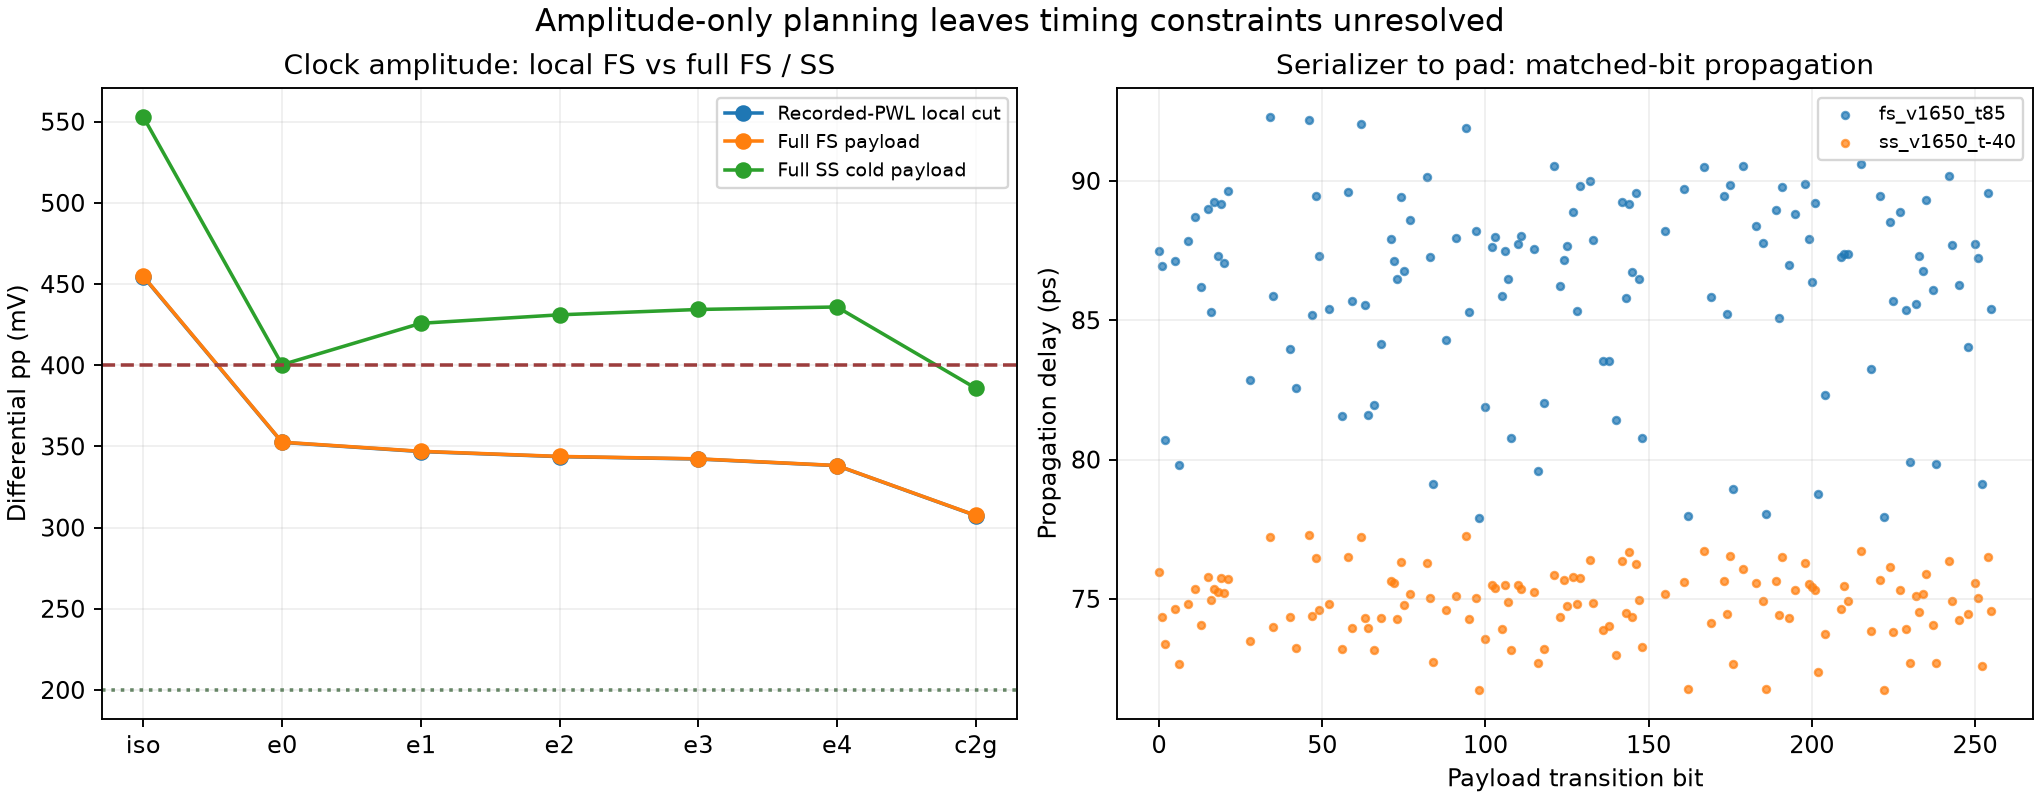 Amplitude-only planning leaves timing constraints unresolved
Clock amplitude: local FS vs full FS / SS
Differential pp (mV)
550
500
450
400
350
300
250
200
iso
e0
e1
e2
e3
e4
c2g
Recorded-PWL local cut
Full FS payload
Full SS cold payload
Serializer to pad: matched-bit propagation
Propagation delay (ps)
90
85
80
75
0
50
100
150
200
250
Payload transition bit
fs_v1650_t85
ss_v1650_t-40